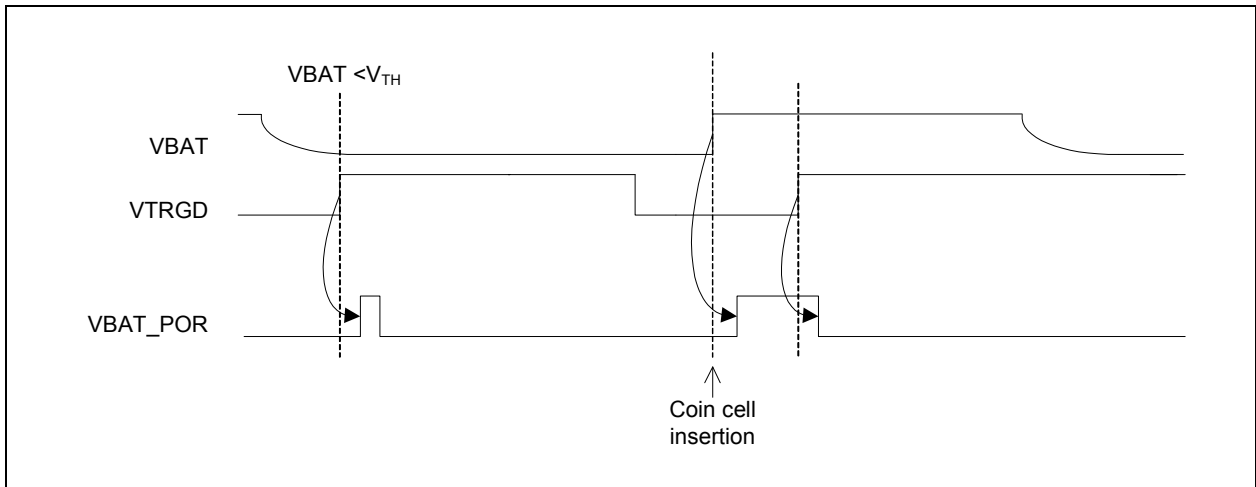 VBAT <VTH
VBAT
VTRGD
VBAT_POR
Coin cell
insertion